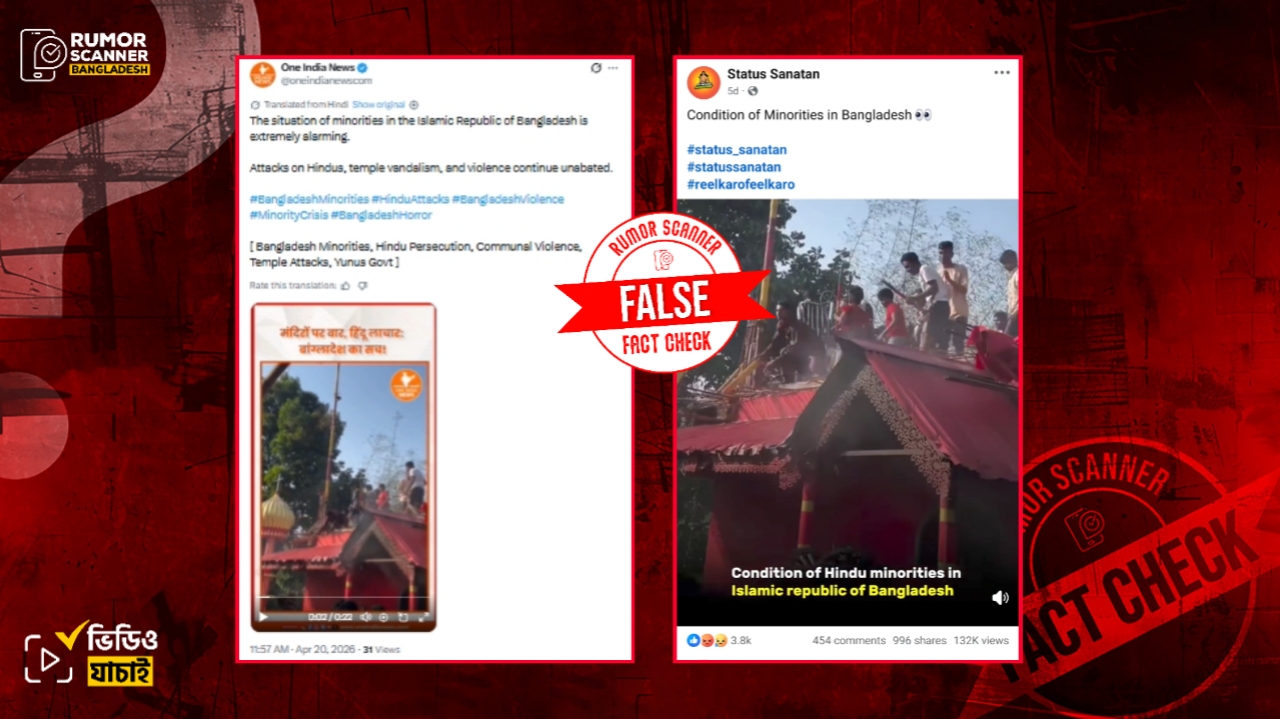 RUMOR
SCANNER
BANGLADESH
One India News
@oneindianewscom
Translated from Hindi Show original
The situation of minorities in the Islamic Republic of Bangladesh is
extremely alarming.
Attacks on Hindus, temple vandalism, and violence continue unabated.
#BangladeshMinorities #HinduAttacks #BangladeshViolence
#MinorityCrisis #BangladeshHorror
[ Bangladesh Minorities, Hindu Persecution, Communal Violence,
Temple Attacks, Yunus Govt ]
Rate this translation:
मंदिरों पर वार, हिंदू लाचार:
बांग्लादेश का सच!
0:02 / 0:22
11:57 AM · Apr 20, 2026 · 31 Views
Status Sanatan
5d ·
Condition of Minorities in Bangladesh 👀
#status_sanatan
#statussanatan
#reelkarofeelkaro
Condition of Hindu minorities in
Islamic republic of Bangladesh
3.8k 454 comments 996 shares 132K views
RUMOR SCANNER
FALSE
FACT CHECK
ভিডিও
যাচাই
MOR SCANNER
FACT CHECK